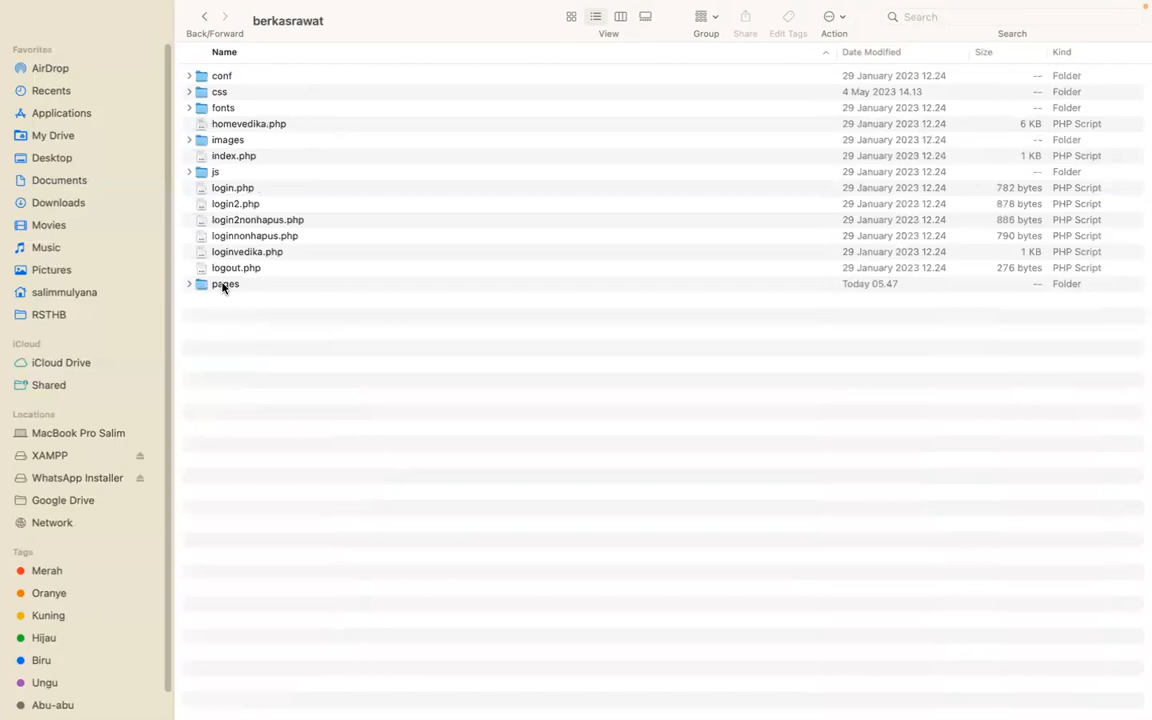 berkasrawat
Back/Forward View Group Share Edit Tags Action Search Search
Favorites
AirDrop
Recents
Applications
My Drive
Desktop
Documents
Downloads
Movies
Music
Pictures
salimmulyana
RSTHB
iCloud
iCloud Drive
Shared
Locations
MacBook Pro Salim
XAMPP
WhatsApp Installer
Google Drive
Network
Tags
Merah
Oranye
Kuning
Hijau
Biru
Ungu
Abu-abu
Name Date Modified Size Kind
conf 29 January 2023 12.24 -- Folder
css 4 May 2023 14.13 -- Folder
fonts 29 January 2023 12.24 -- Folder
homevedika.php 29 January 2023 12.24 6 KB PHP Script
images 29 January 2023 12.24 -- Folder
index.php 29 January 2023 12.24 1 KB PHP Script
js 29 January 2023 12.24 -- Folder
login.php 29 January 2023 12.24 782 bytes PHP Script
login2.php 29 January 2023 12.24 878 bytes PHP Script
login2nonhapus.php 29 January 2023 12.24 886 bytes PHP Script
loginnonhapus.php 29 January 2023 12.24 790 bytes PHP Script
loginvedika.php 29 January 2023 12.24 1 KB PHP Script
logout.php 29 January 2023 12.24 276 bytes PHP Script
pages Today 05.47 -- Folder